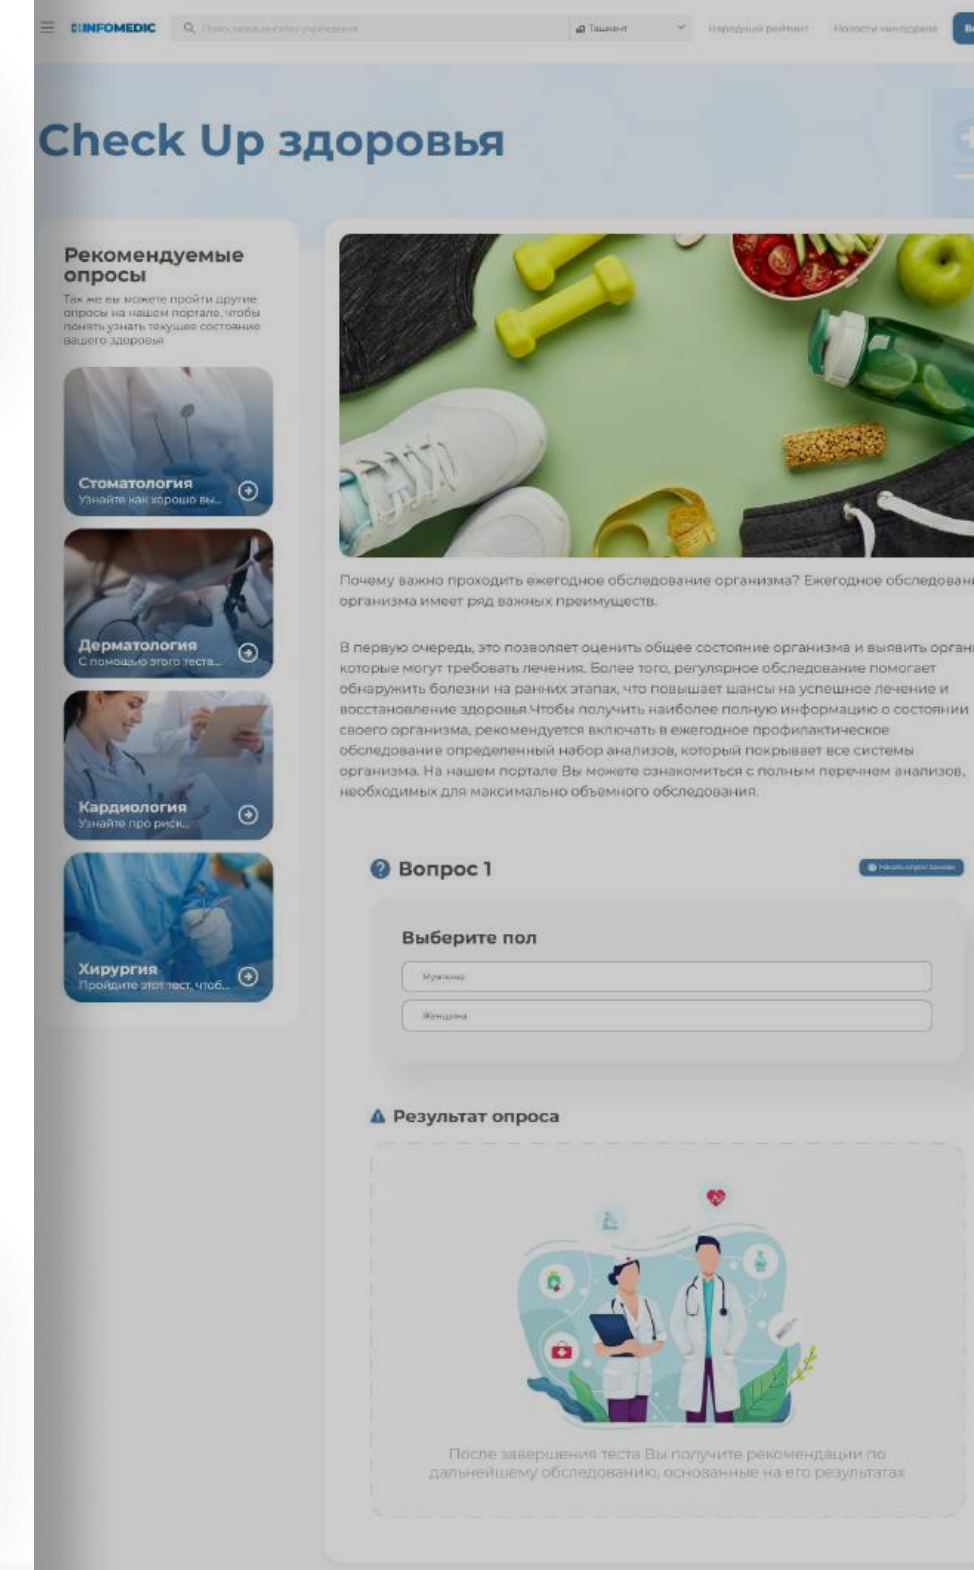 INFOMEDIC
Поиск медицинского учреждения
Ташкент
Народный рейтинг
Новости минздрава
Check Up здоровья
Рекомендуемые
опросы
Так же вы можете пройти другие
опросы на нашем портале, чтобы
понять узнать текущее состояние
вашего здоровья
Стоматология
Узнайте как хорошо вы...
Дерматология
С помощью этого теста...
Кардиология
Узнайте про риск...
Хирургия
Пройдите этот тест, чтоб...
Почему важно проходить ежегодное обследование организма? Ежегодное обследовани
организма имеет ряд важных преимуществ.
В первую очередь, это позволяет оценить общее состояние организма и выявить орган
которые могут требовать лечения. Более того, регулярное обследование помогает
обнаружить болезни на ранних этапах, что повышает шансы на успешное лечение и
восстановление здоровья.Чтобы получить наиболее полную информацию о состоянии
своего организма, рекомендуется включать в ежегодное профилактическое
обследование определенный набор анализов, который покрывает все системы
организма. На нашем портале Вы можете ознакомиться с полным перечнем анализов,
необходимых для максимально объемного обследования.
Вопрос 1
Начать опрос заново
Выберите пол
Мужчина
Женщина
Результат опроса
После завершения теста Вы получите рекомендации по
дальнейшему обследованию, основанные на его результатах